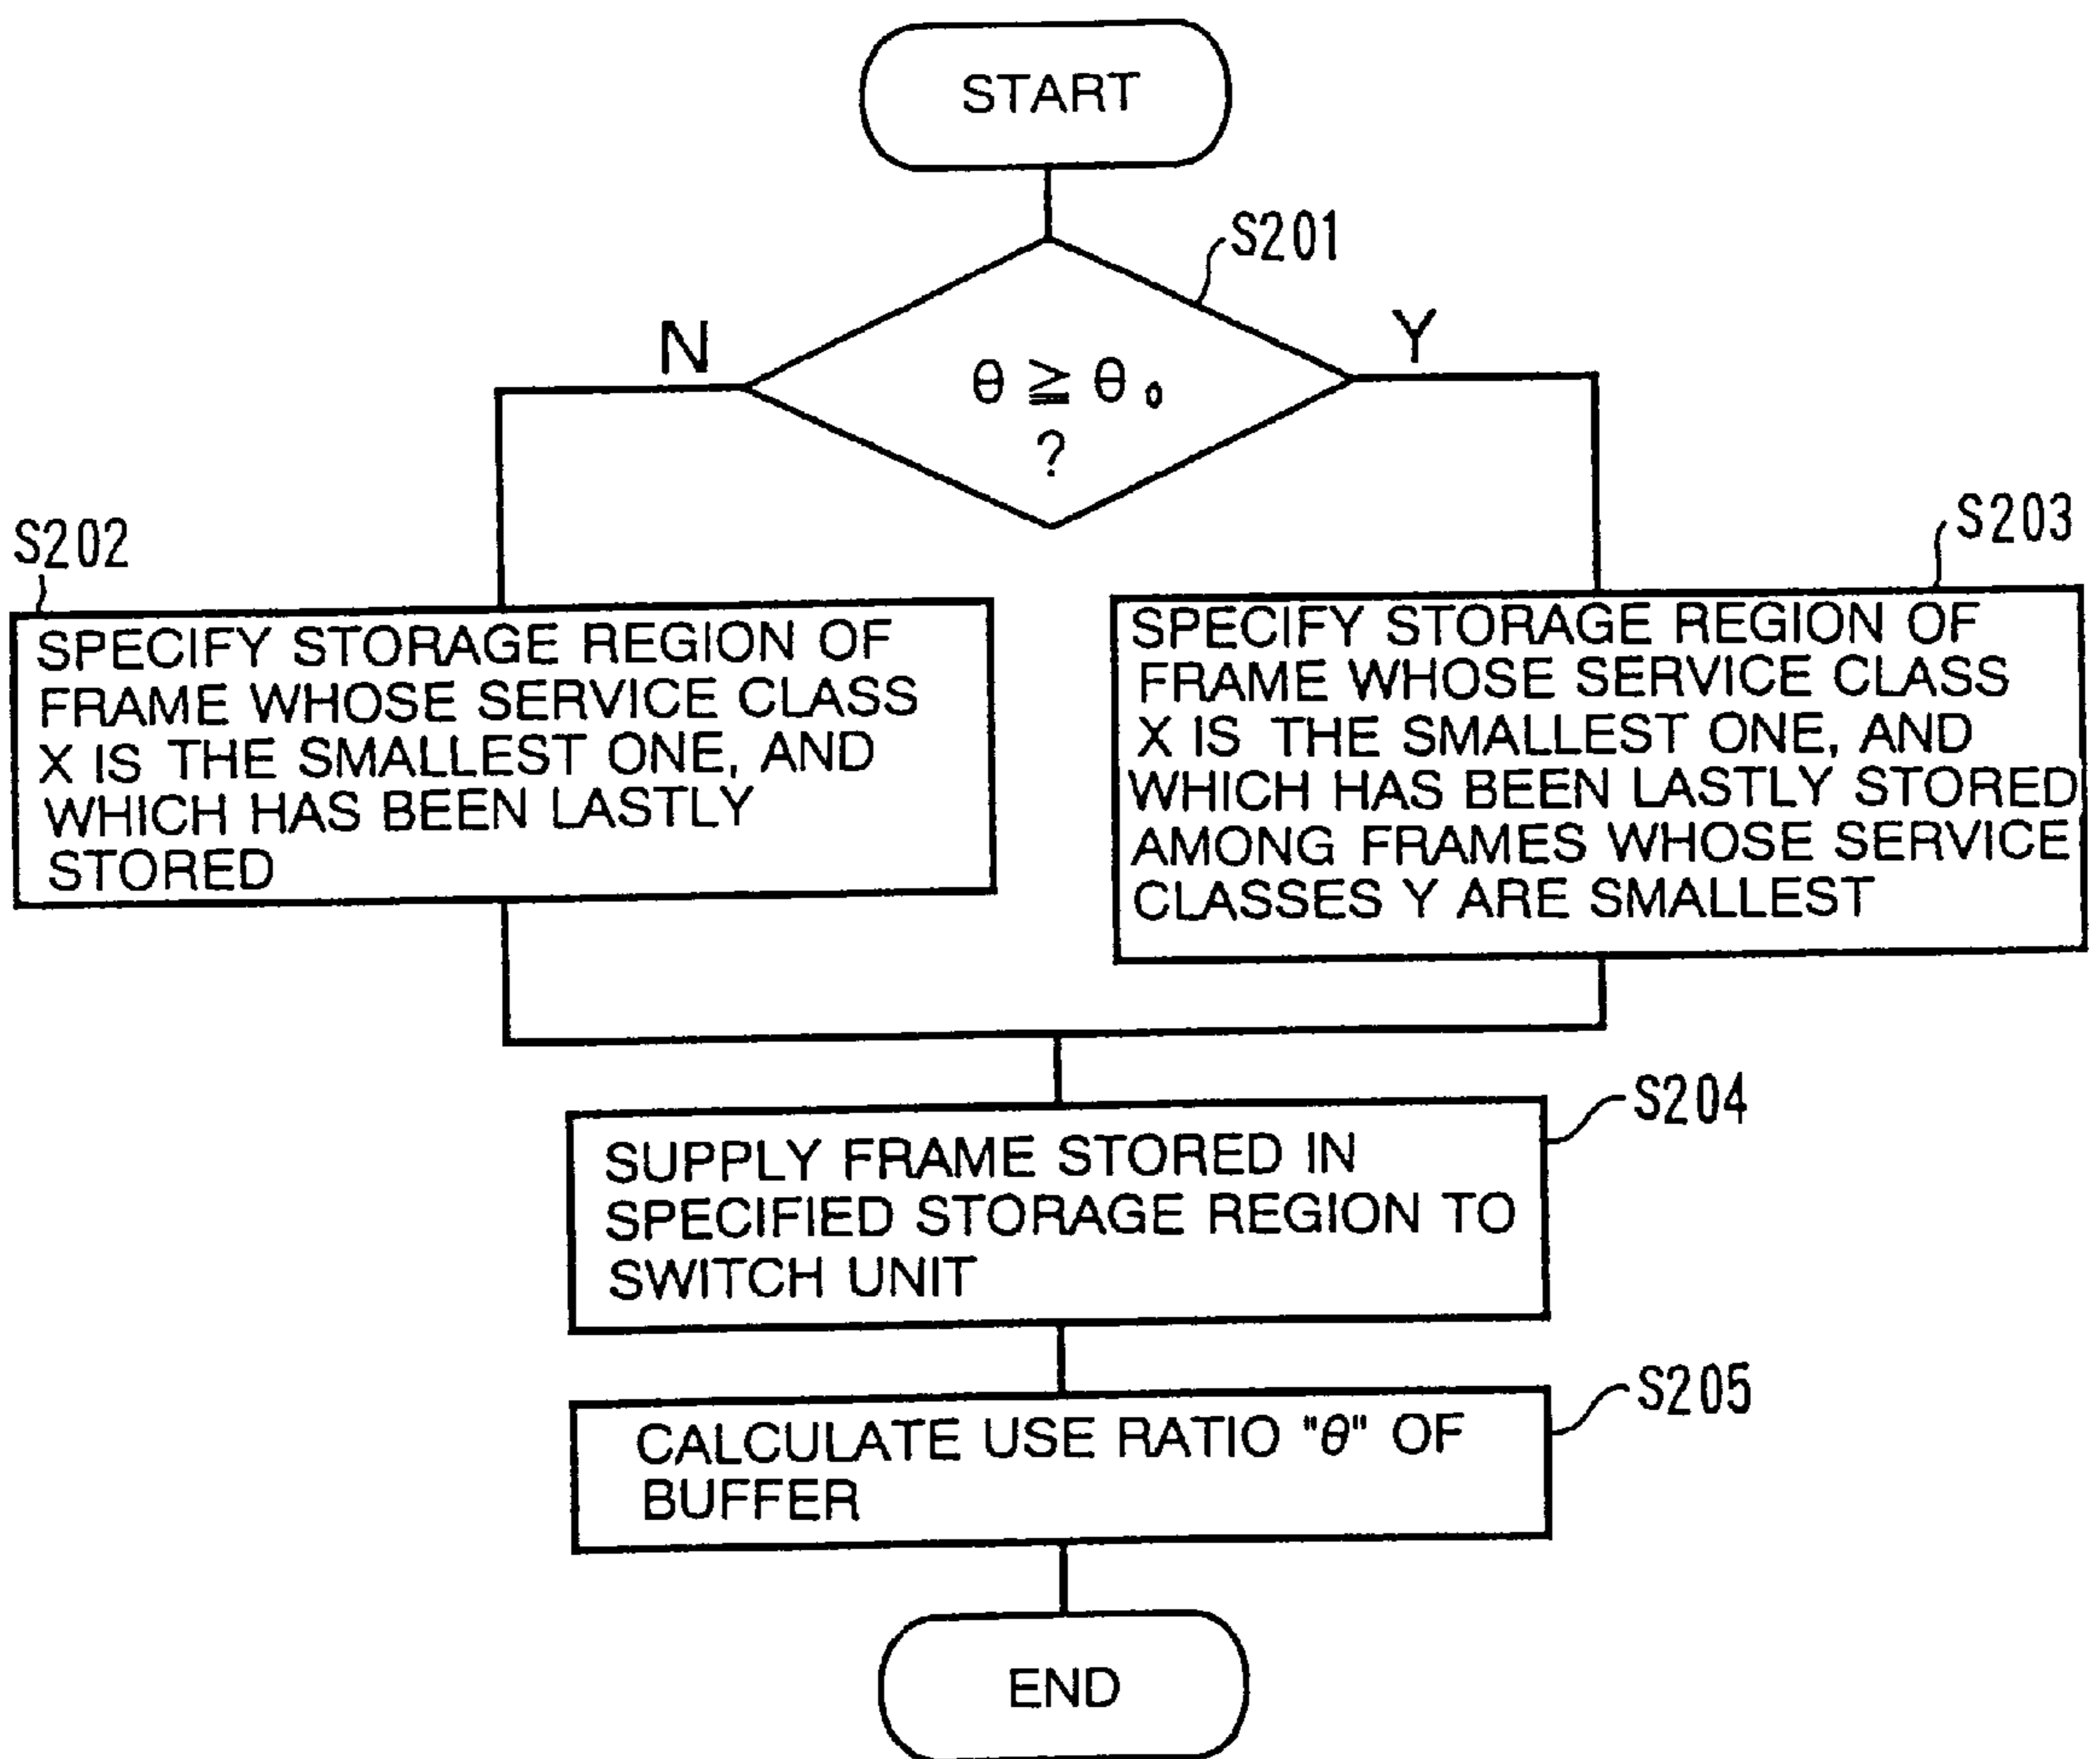 START
S201
N
Y
θ ≧ θ₀
?
S202
S203
SPECIFY STORAGE REGION OF
FRAME WHOSE SERVICE CLASS
X IS THE SMALLEST ONE, AND
WHICH HAS BEEN LASTLY
STORED
SPECIFY STORAGE REGION OF
FRAME WHOSE SERVICE CLASS
X IS THE SMALLEST ONE, AND
WHICH HAS BEEN LASTLY STORED
AMONG FRAMES WHOSE SERVICE
CLASSES Y ARE SMALLEST
S204
SUPPLY FRAME STORED IN
SPECIFIED STORAGE REGION TO
SWITCH UNIT
S205
CALCULATE USE RATIO "θ" OF
BUFFER
END